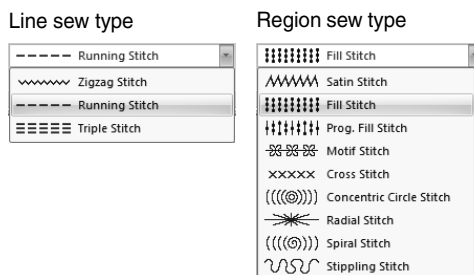 Line sew type
Running Stitch
Zigzag Stitch
Running Stitch
Triple Stitch
Region sew type
Fill Stitch
Satin Stitch
Fill Stitch
Prog. Fill Stitch
Motif Stitch
Cross Stitch
Concentric Circle Stitch
Radial Stitch
Spiral Stitch
Stippling Stitch